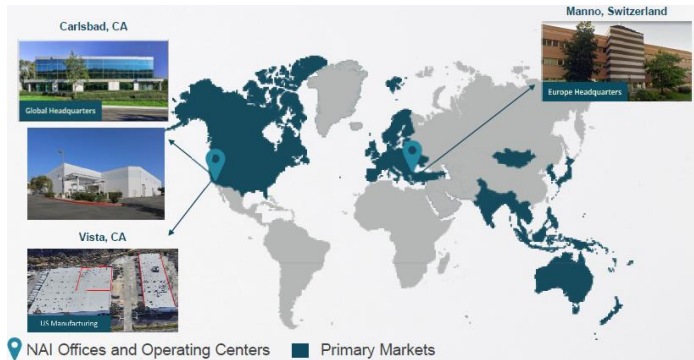 Carlsbad, CA
Manno, Switzerland
Global Headquarters
Europe Headquarters
Vista, CA
US Manufacturing
NAI Offices and Operating Centers
Primary Markets